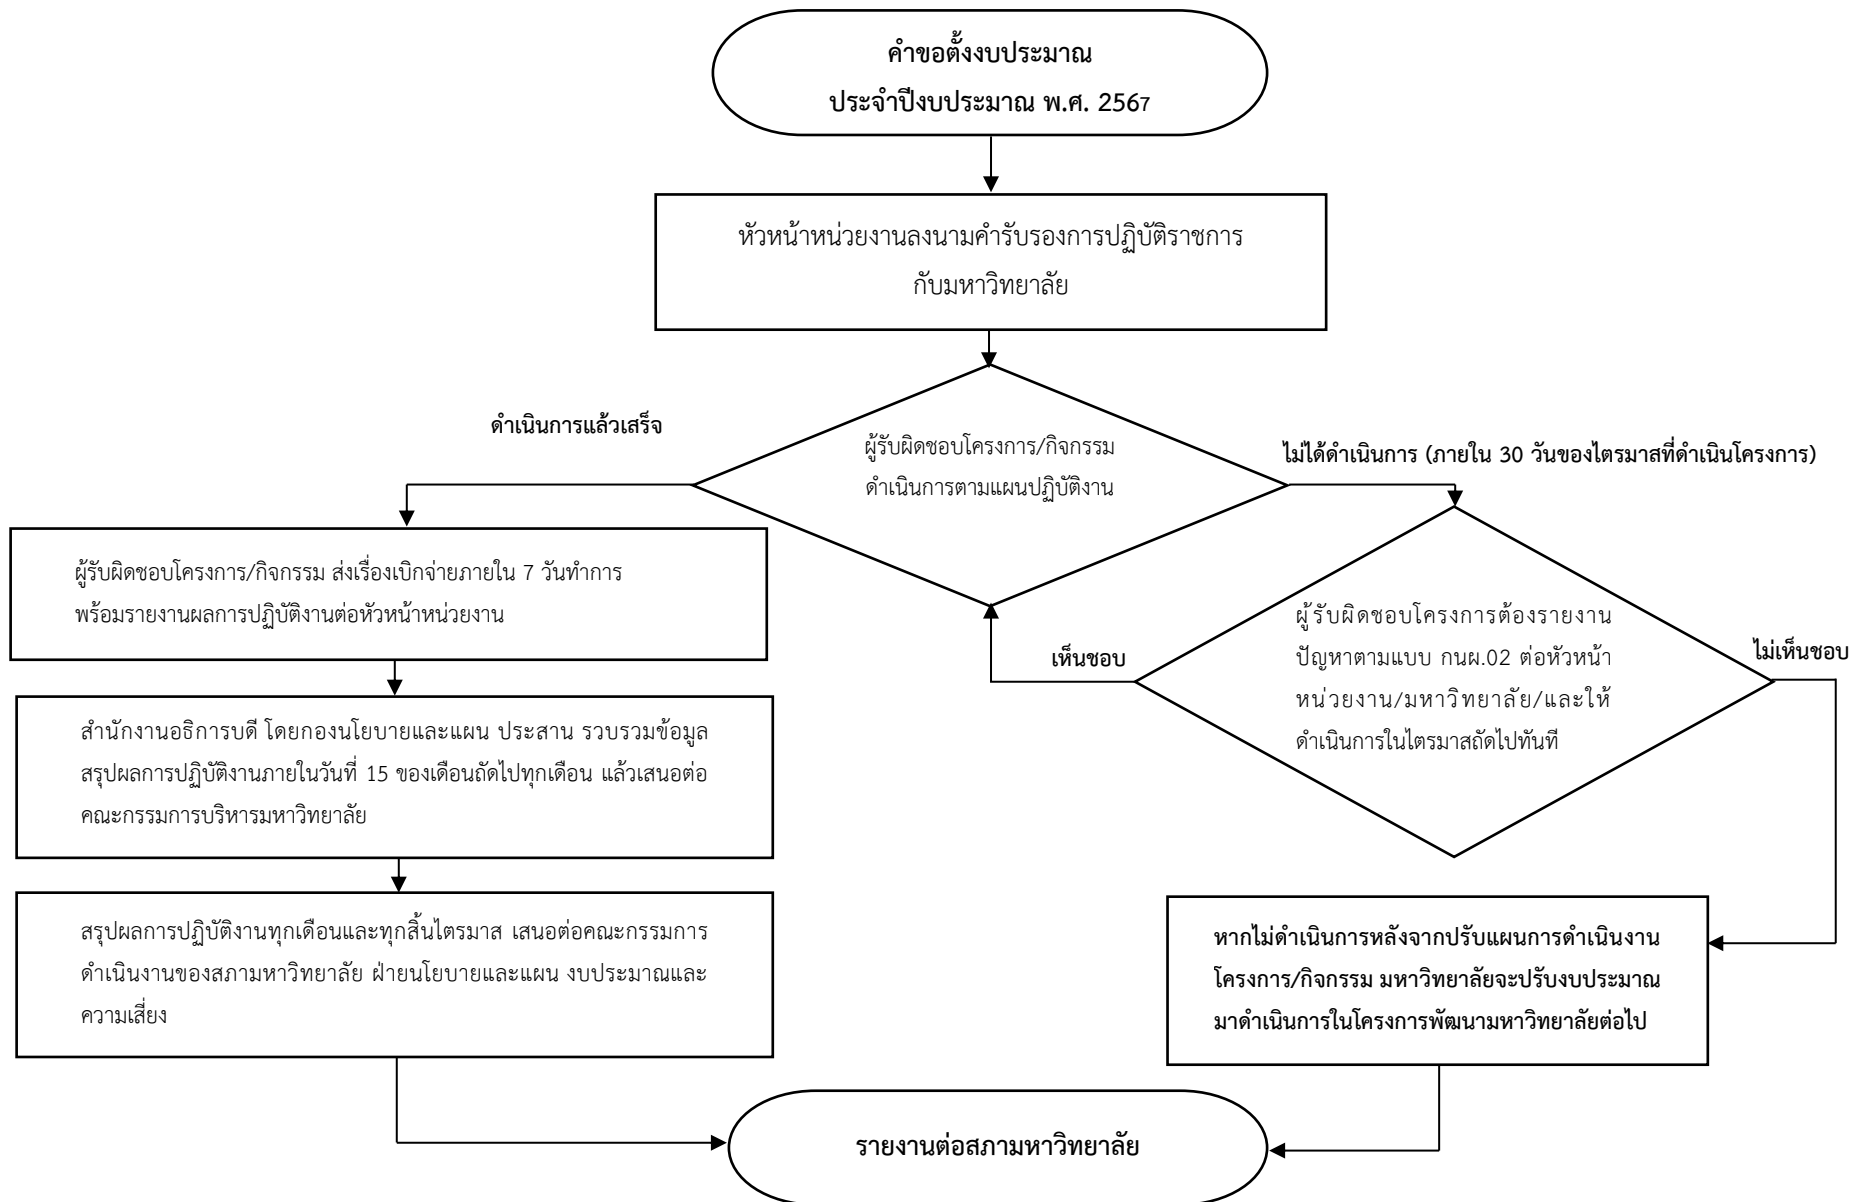 คำขอตั้งงบประมาณ
ประจำปีงบประมาณ พ.ศ. 2567
หัวหน้าหน่วยงานลงนามคำรับรองการปฏิบัติราชการ
กับมหาวิทยาลัย
ดำเนินการแล้วเสร็จ
ผู้รับผิดชอบโครงการ/กิจกรรม
ดำเนินการตามแผนปฏิบัติงาน
ไม่ได้ดำเนินการ (ภายใน 30 วันของไตรมาสที่ดำเนินโครงการ)
ผู้รับผิดชอบโครงการ/กิจกรรม ส่งเรื่องเบิกจ่ายภายใน 7 วันทำการ
พร้อมรายงานผลการปฏิบัติงานต่อหัวหน้าหน่วยงาน
เห็นชอบ
ผู้รับผิดชอบโครงการต้องรายงาน
ปัญหาตามแบบ กนผ.02 ต่อหัวหน้า
หน่วยงาน/มหาวิทยาลัย/และให้
ดำเนินการในไตรมาสถัดไปทันที
ไม่เห็นชอบ
สำนักงานอธิการบดี โดยกองนโยบายและแผน ประสาน รวบรวมข้อมูล
สรุปผลการปฏิบัติงานภายในวันที่ 15 ของเดือนถัดไปทุกเดือน แล้วเสนอต่อ
คณะกรรมการบริหารมหาวิทยาลัย
สรุปผลการปฏิบัติงานทุกเดือนและทุกสิ้นไตรมาส เสนอต่อคณะกรรมการ
ดำเนินงานของสภามหาวิทยาลัย ฝ่ายนโยบายและแผน งบประมาณและ
ความเสี่ยง
หากไม่ดำเนินการหลังจากปรับแผนการดำเนินงาน
โครงการ/กิจกรรม มหาวิทยาลัยจะปรับงบประมาณ
มาดำเนินการในโครงการพัฒนามหาวิทยาลัยต่อไป
รายงานต่อสภามหาวิทยาลัย